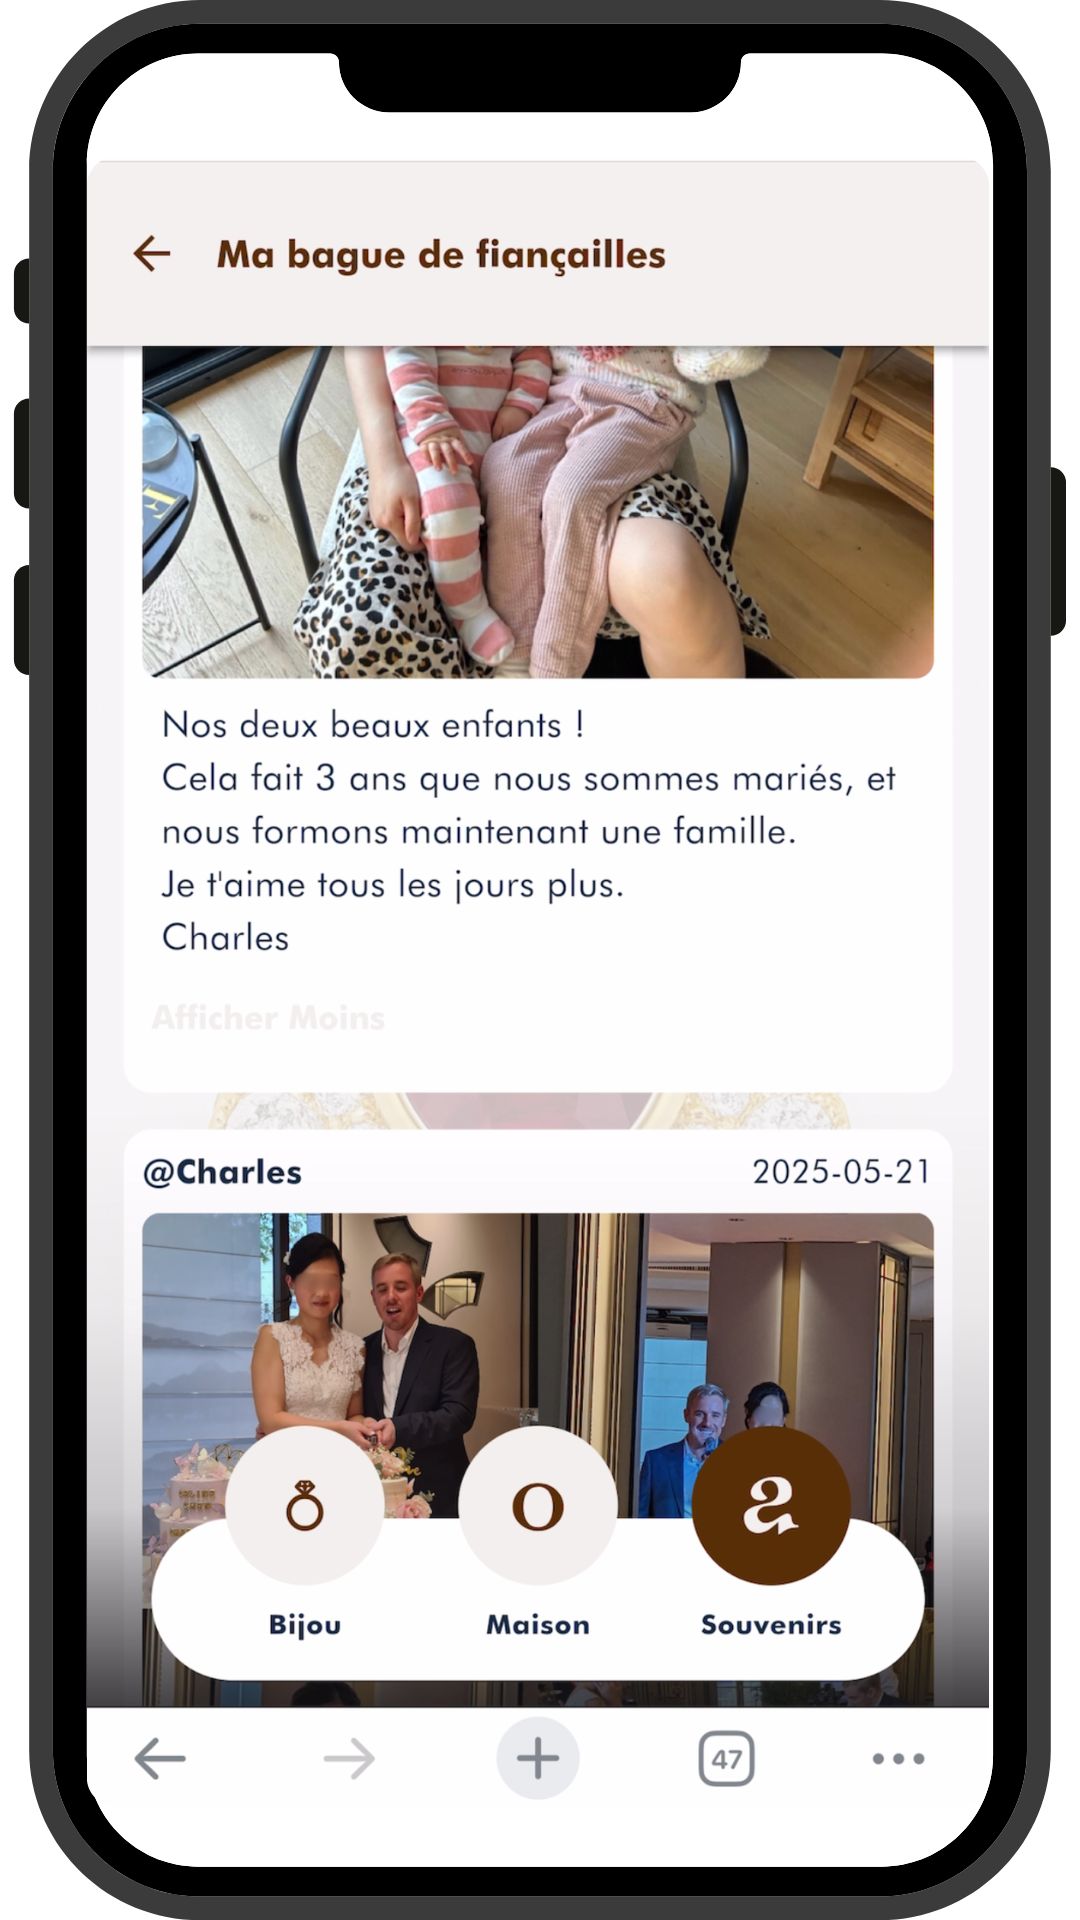 Ma bague de fiançailles
Nos deux beaux enfants !
Cela fait 3 ans que nous sommes mariés, et
nous formons maintenant une famille.
Je t'aime tous les jours plus.
Charles
Afficher Moins
@Charles 2025-05-21
Bijou Maison Souvenirs
47